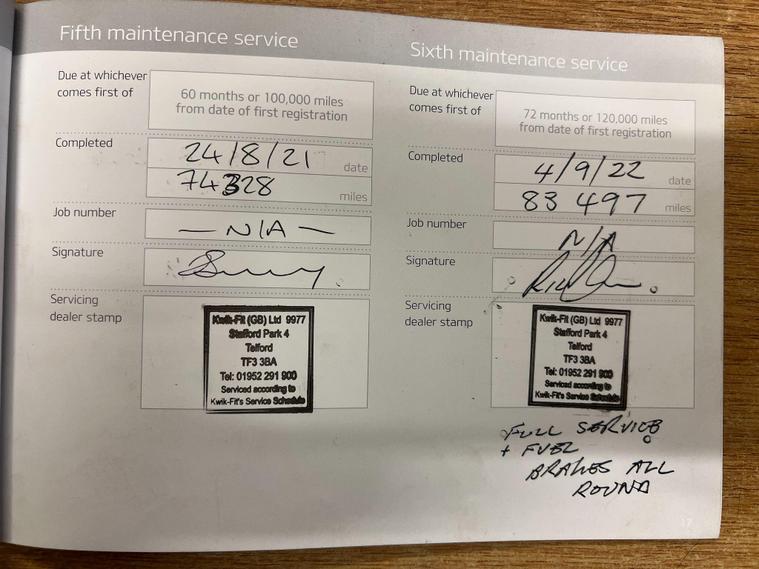 Fifth maintenance service
Due at whichever
comes first of
60 months or 100,000 miles
from date of first registration
Completed
24/8/21
date
74328
miles
Job number
— N/A —
Signature
Servicing
dealer stamp
Kwik-Fit (GB) Ltd 9977
Stafford Park 4
Telford
TF3 3BA
Tel: 01952 291 900
Serviced according to
Kwik-Fit's Service Schedule
Sixth maintenance service
Due at whichever
comes first of
72 months or 120,000 miles
from date of first registration
Completed
4/9/22
date
83 497
miles
Job number
N/A
Signature
Servicing
dealer stamp
Kwik-Fit (GB) Ltd 9977
Stafford Park 4
Telford
TF3 3BA
Tel: 01952 291 900
Serviced according to
Kwik-Fit's Service Schedule
FULL SERVICE
+ FUEL
BRAKES ALL
ROUND
17